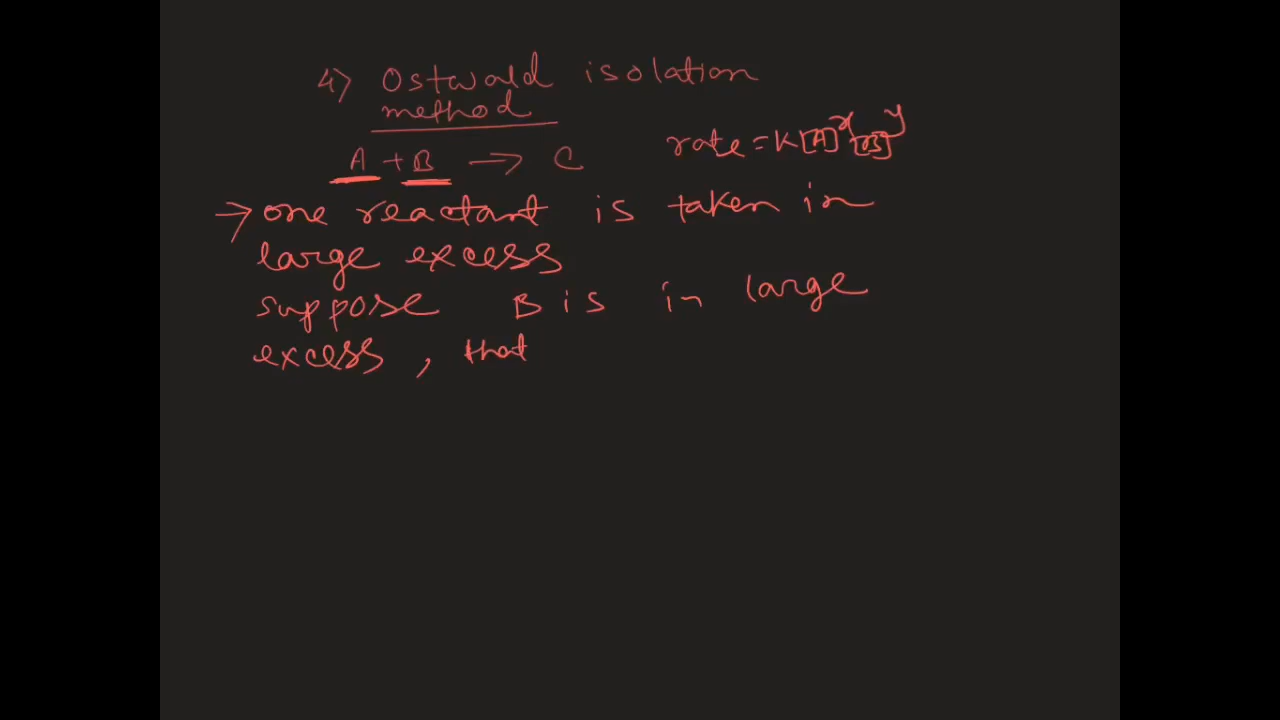 4) Ostwald isolation
method
A + B → C
rate = K[A]^x[B]^y
→ one reactant is taken in
large excess
suppose B is in large
excess, that